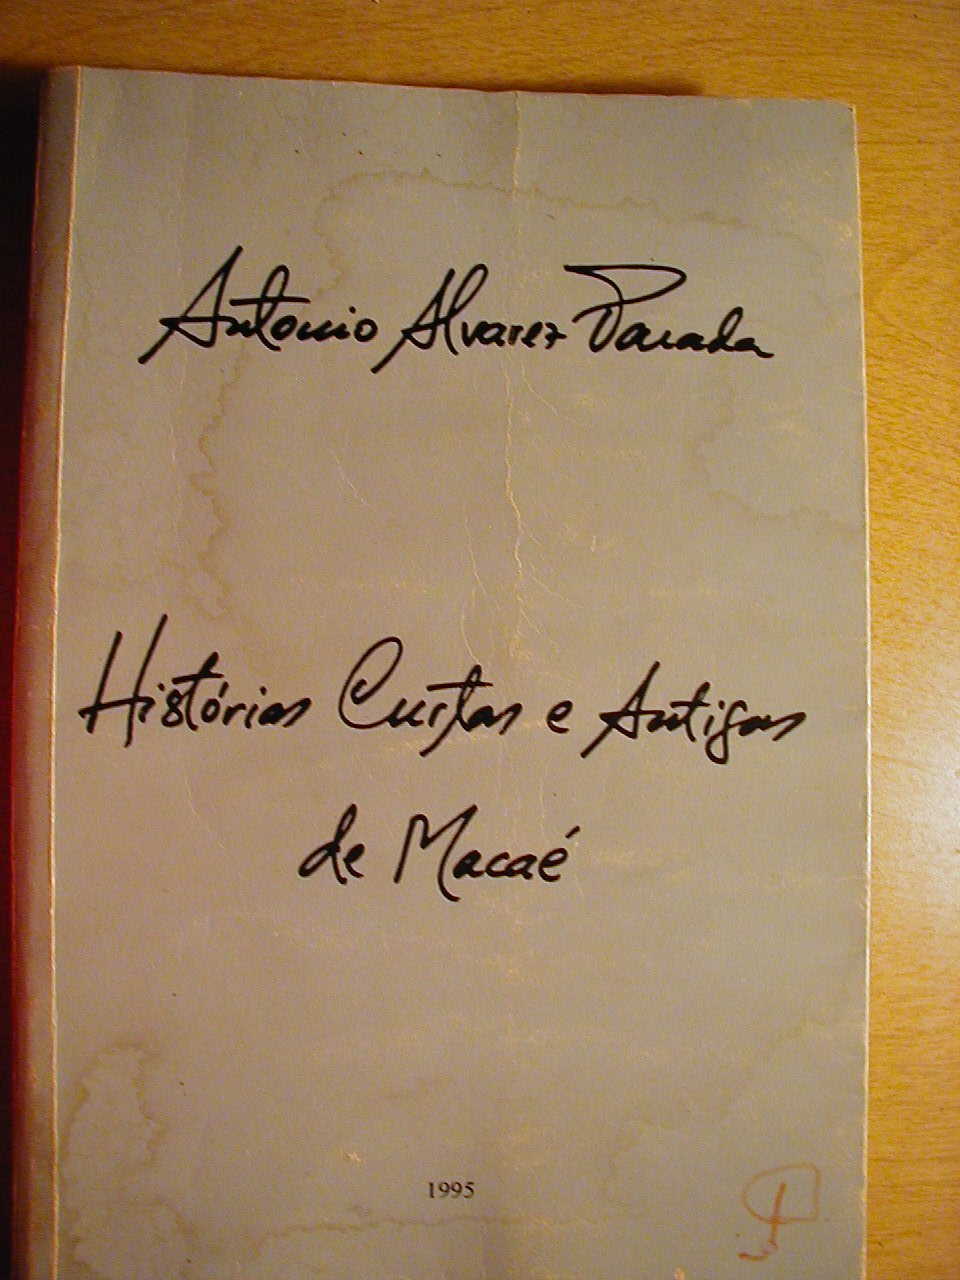 Antonio Alvarez Parada
Histórias Curtas e Antigas
de Macaé
1995